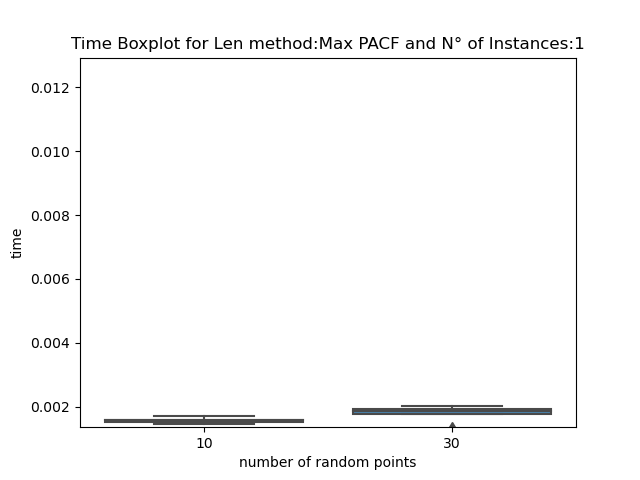 Time Boxplot for Len method:Max PACF and N° of Instances:1
0.012
0.010
0.008
0.006
0.004
0.002
time
10
30
number of random points